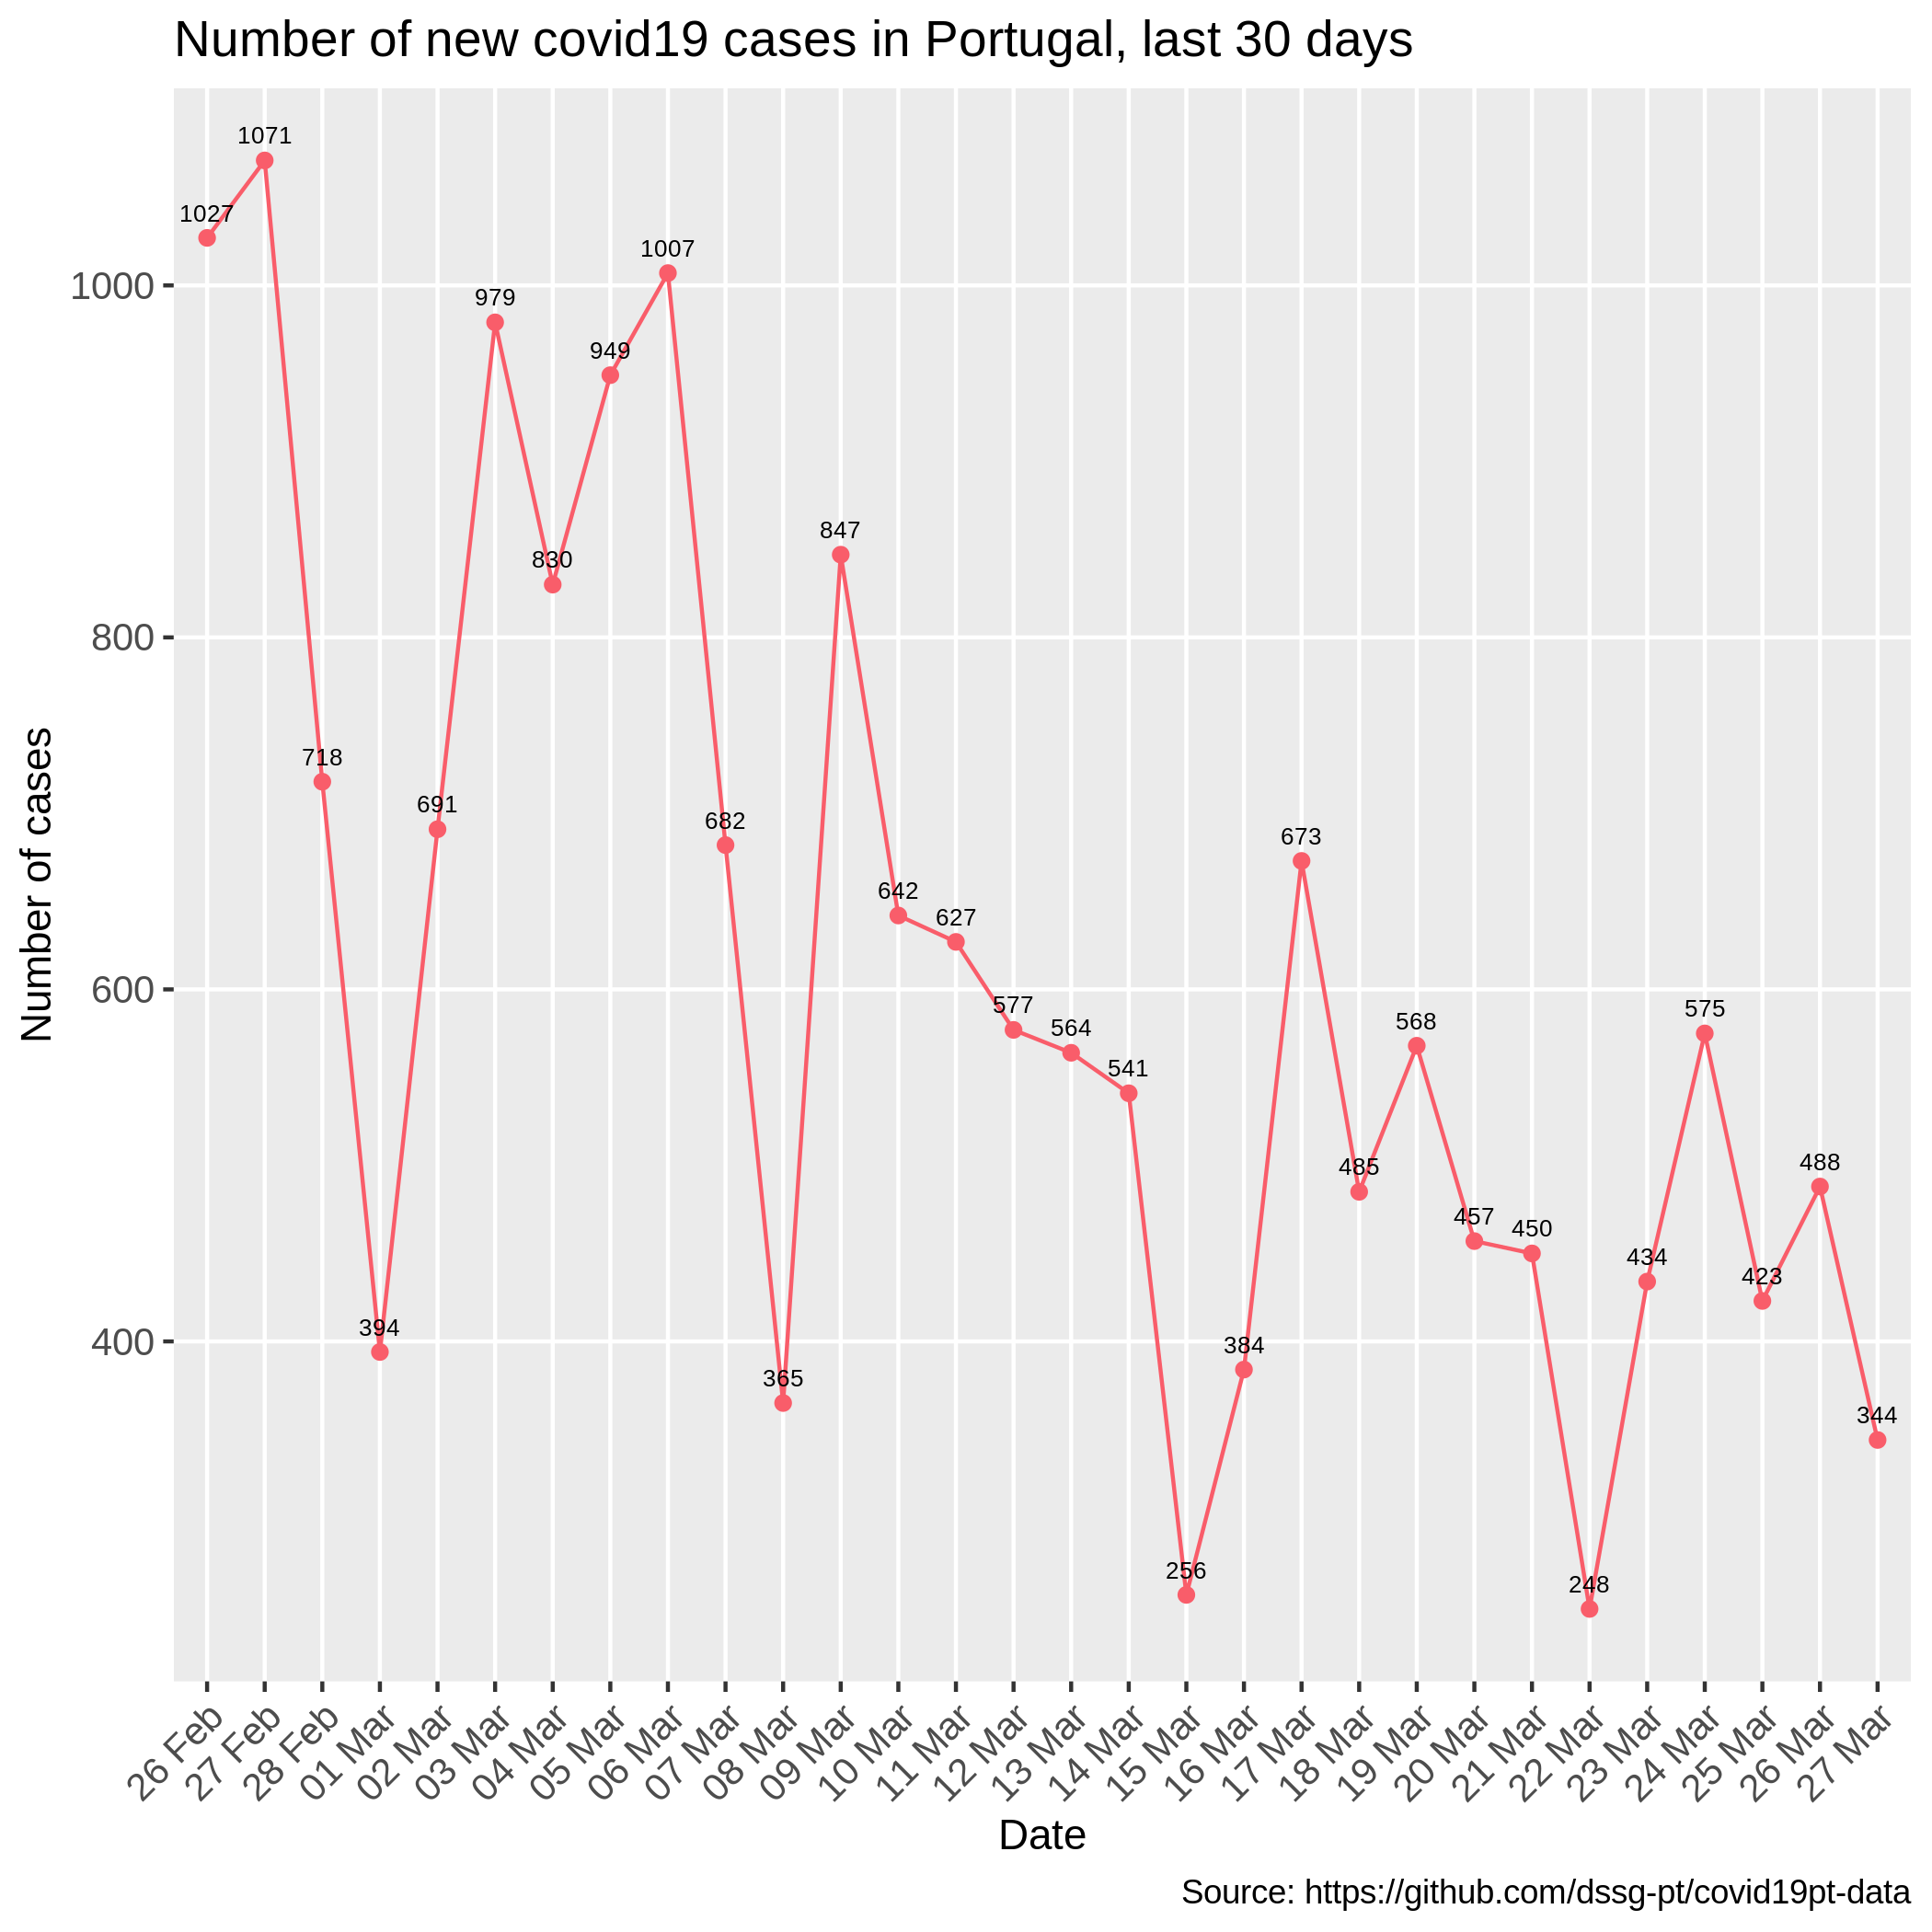 Number of new covid19 cases in Portugal, last 30 days
Number of cases
1000
800
600
400
1027
1071
718
394
691
979
830
949
1007
682
365
847
642
627
577
564
541
256
384
673
485
568
457
450
248
434
575
423
488
344
26 Feb
27 Feb
28 Feb
01 Mar
02 Mar
03 Mar
04 Mar
05 Mar
06 Mar
07 Mar
08 Mar
09 Mar
10 Mar
11 Mar
12 Mar
13 Mar
14 Mar
15 Mar
16 Mar
17 Mar
18 Mar
19 Mar
20 Mar
21 Mar
22 Mar
23 Mar
24 Mar
25 Mar
26 Mar
27 Mar
Date
Source: https://github.com/dssg-pt/covid19pt-data